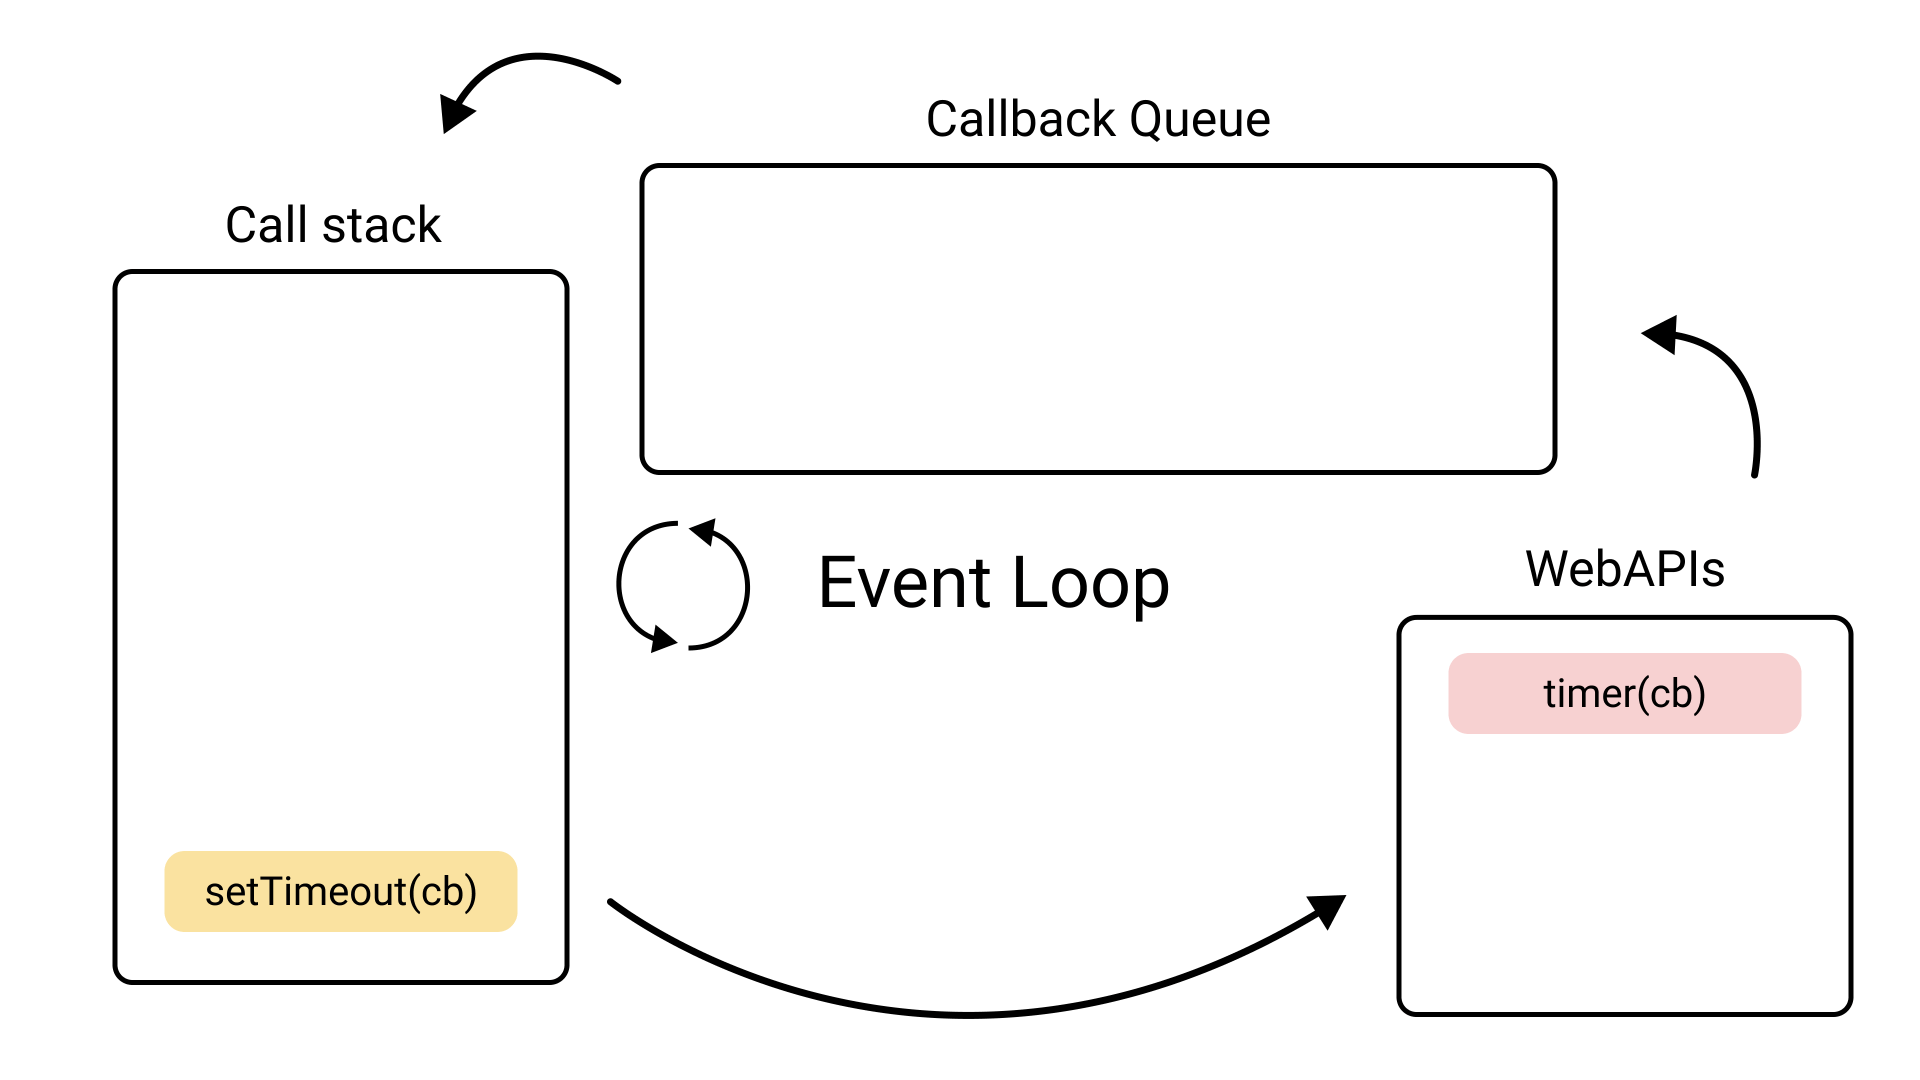 Callback Queue
Call stack
Event Loop
WebAPIs
timer(cb)
setTimeout(cb)